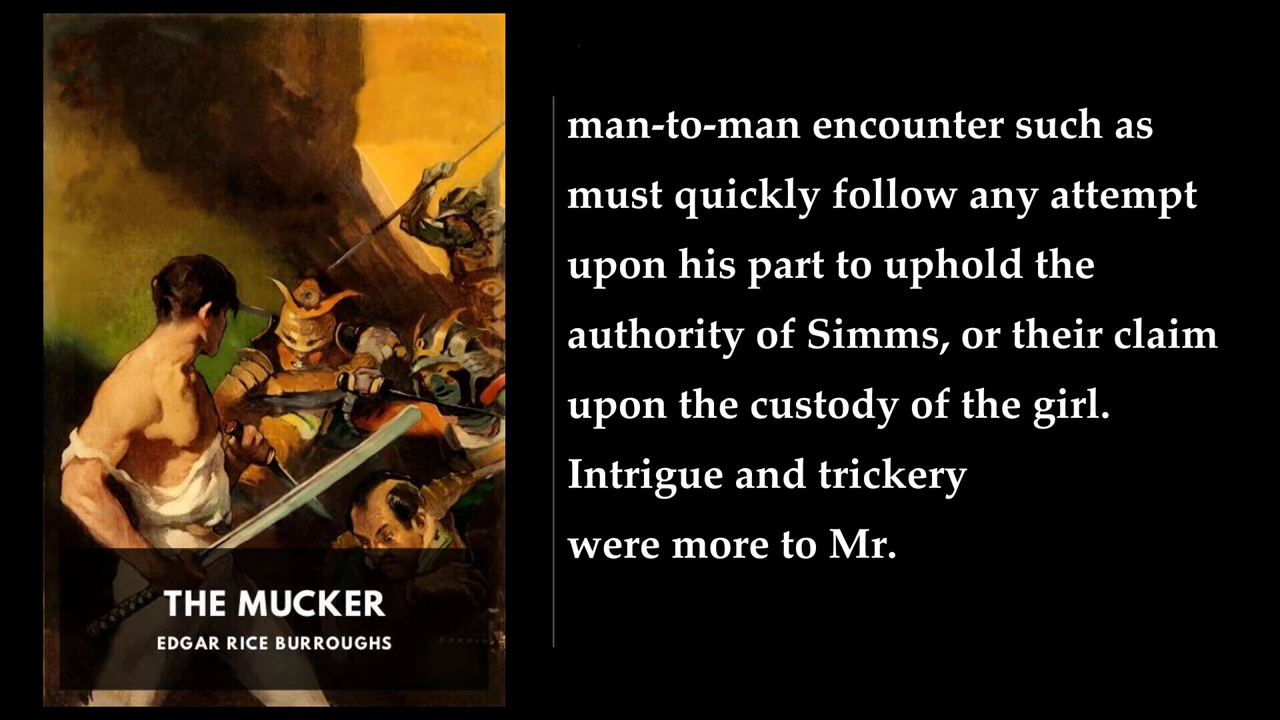 man-to-man encounter such as
must quickly follow any attempt
upon his part to uphold the
authority of Simms, or their claim
upon the custody of the girl.
Intrigue and trickery
were more to Mr.
THE MUCKER
EDGAR RICE BURROUGHS